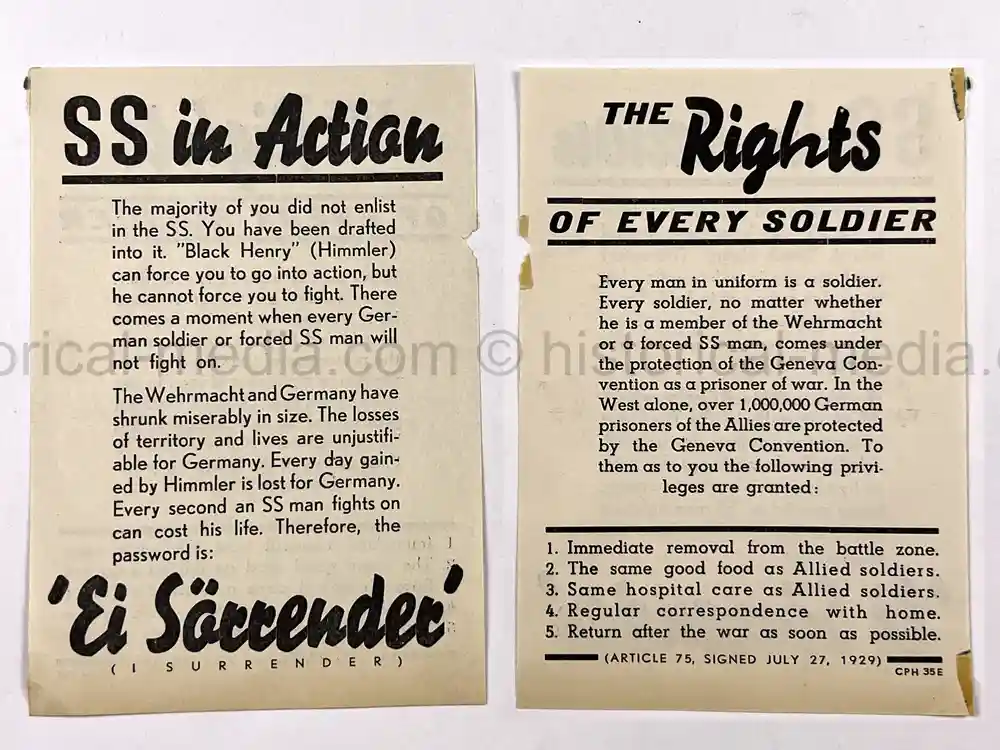 SS in Action
The majority of you did not enlist
in the SS. You have been drafted
into it. "Black Henry" (Himmler)
can force you to go into action, but
he cannot force you to fight. There
comes a moment when every Ger-
man soldier or forced SS man will
not fight on.
The Wehrmacht and Germany have
shrunk miserably in size. The losses
of territory and lives are unjustifi-
able for Germany. Every day gain-
ed by Himmler is lost for Germany.
Every second an SS man fights on
can cost his life. Therefore, the
password is:
'Ei Sörrender'
(I SURRENDER)
THE Rights
OF EVERY SOLDIER
Every man in uniform is a soldier.
Every soldier, no matter whether
he is a member of the Wehrmacht
or a forced SS man, comes under
the protection of the Geneva Con-
vention as a prisoner of war. In the
West alone, over 1,000,000 German
prisoners of the Allies are protected
by the Geneva Convention. To
them as to you the following privi-
leges are granted:
1. Immediate removal from the battle zone.
2. The same good food as Allied soldiers.
3. Same hospital care as Allied soldiers.
4. Regular correspondence with home.
5. Return after the war as soon as possible.
(ARTICLE 75, SIGNED JULY 27, 1929)
CPH 35E
orical-media.com © historical-media.c